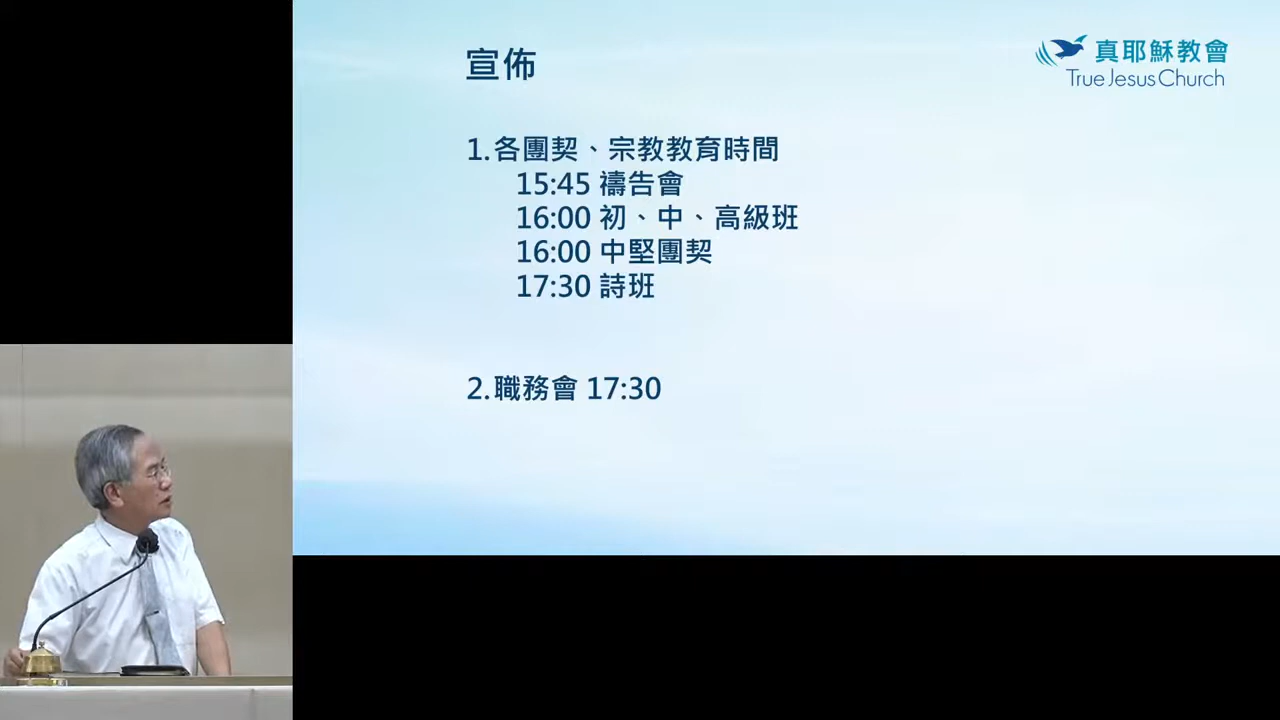 宣佈
真耶穌教會
True Jesus Church
1.各團契、宗教教育時間
15:45 禱告會
16:00 初、中、高級班
16:00 中堅團契
17:30 詩班
2.職務會 17:30